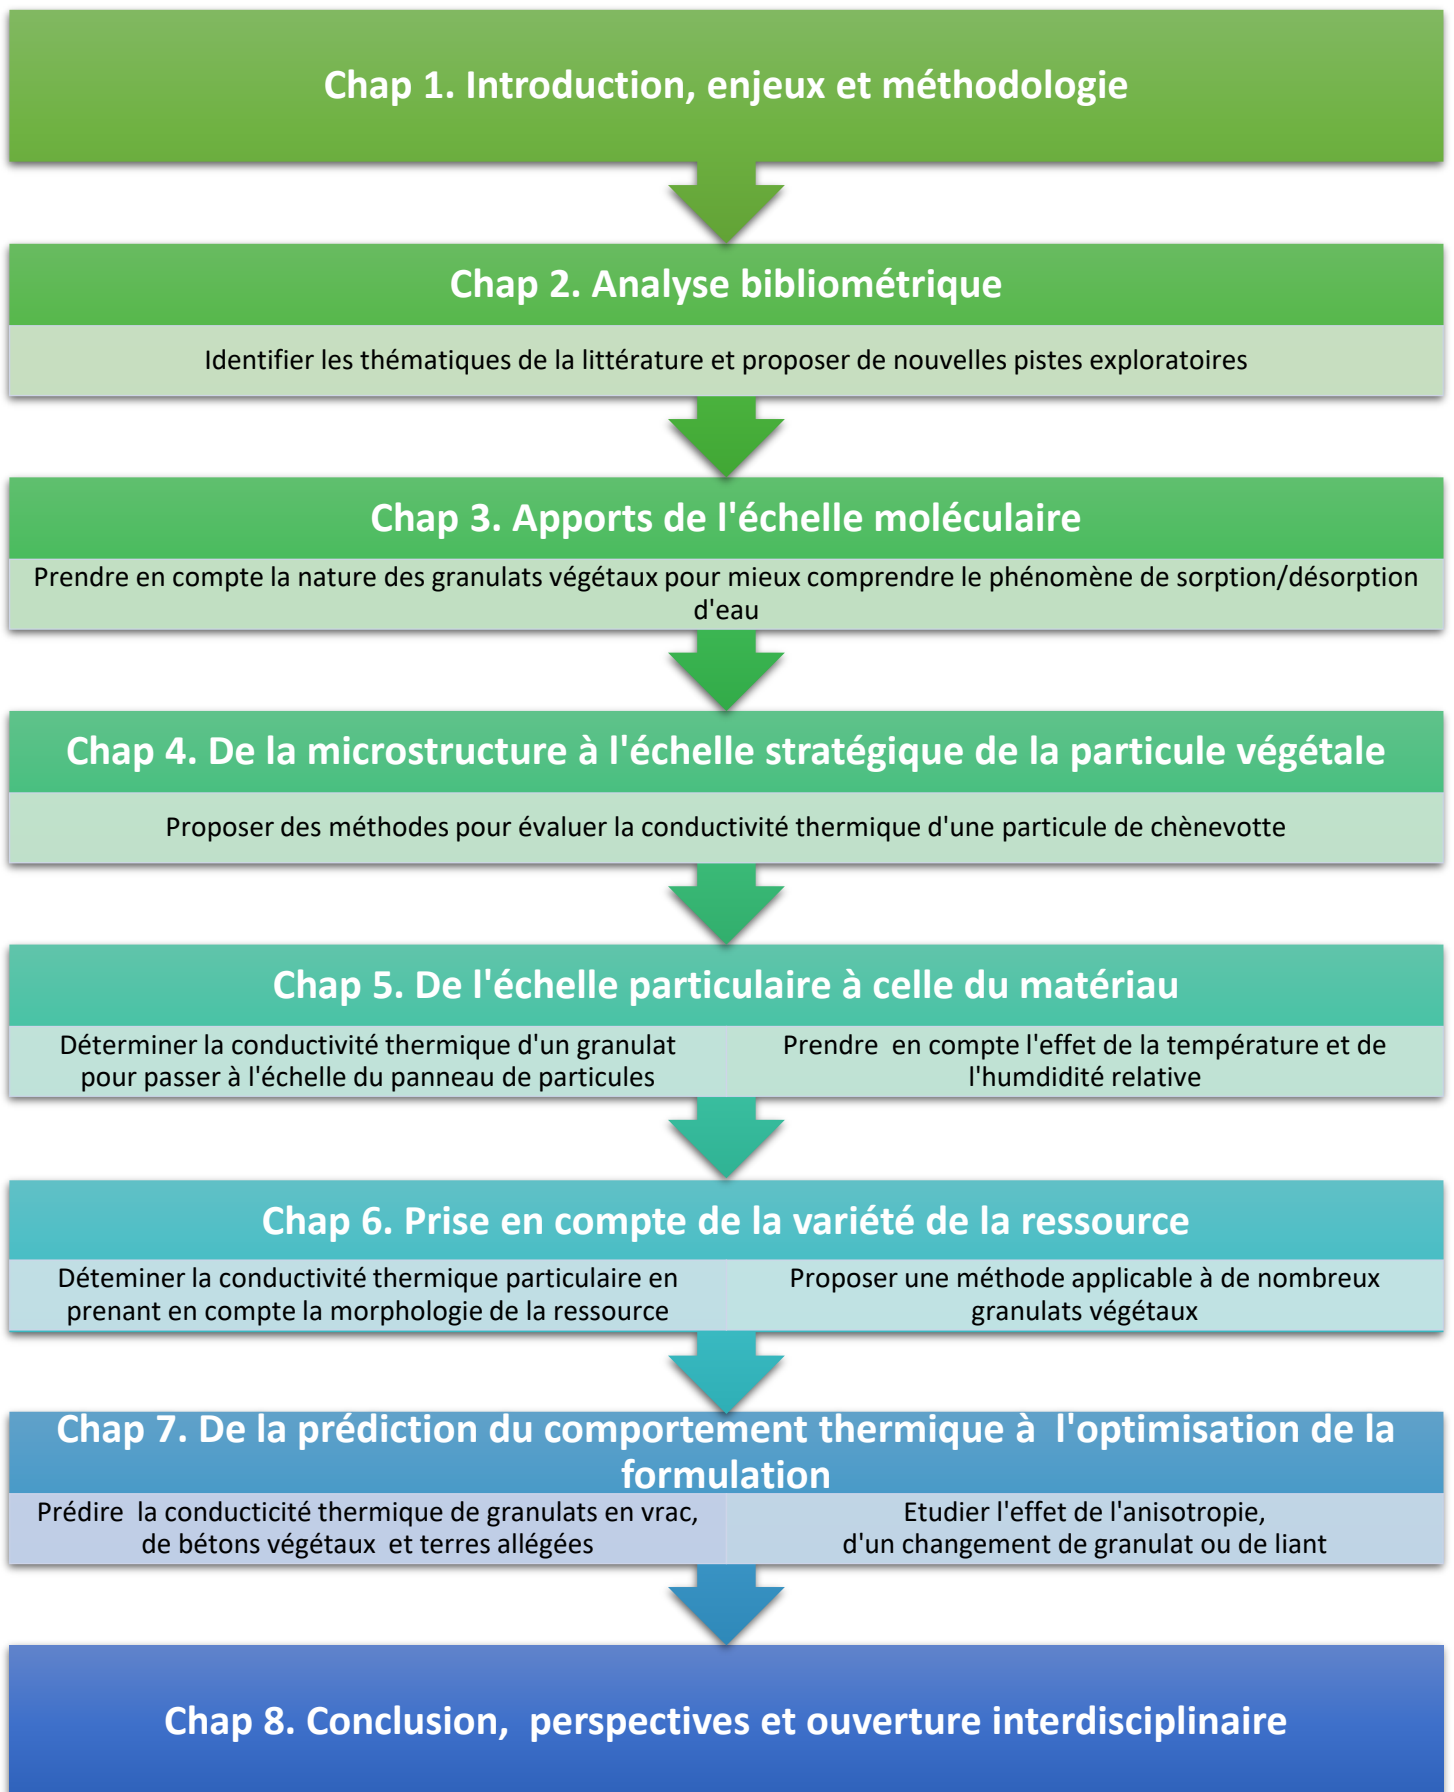 Chap 1. Introduction, enjeux et méthodologie
Chap 2. Analyse bibliométrique
Identifier les thématiques de la littérature et proposer de nouvelles pistes exploratoires
Chap 3. Apports de l'échelle moléculaire
Prendre en compte la nature des granulats végétaux pour mieux comprendre le phénomène de sorption/désorption
d'eau
Chap 4. De la microstructure à l'échelle stratégique de la particule végétale
Proposer des méthodes pour évaluer la conductivité thermique d'une particule de chènevotte
Chap 5. De l'échelle particulaire à celle du matériau
Déterminer la conductivité thermique d'un granulat
pour passer à l'échelle du panneau de particules
Prendre en compte l'effet de la température et de
l'humdidité relative
Chap 6. Prise en compte de la variété de la ressource
Déteminer la conductivité thermique particulaire en
prenant en compte la morphologie de la ressource
Proposer une méthode applicable à de nombreux
granulats végétaux
Chap 7. De la prédiction du comportement thermique à l'optimisation de la
formulation
Prédire la conducticité thermique de granulats en vrac,
de bétons végétaux et terres allégées
Etudier l'effet de l'anisotropie,
d'un changement de granulat ou de liant
Chap 8. Conclusion, perspectives et ouverture interdisciplinaire